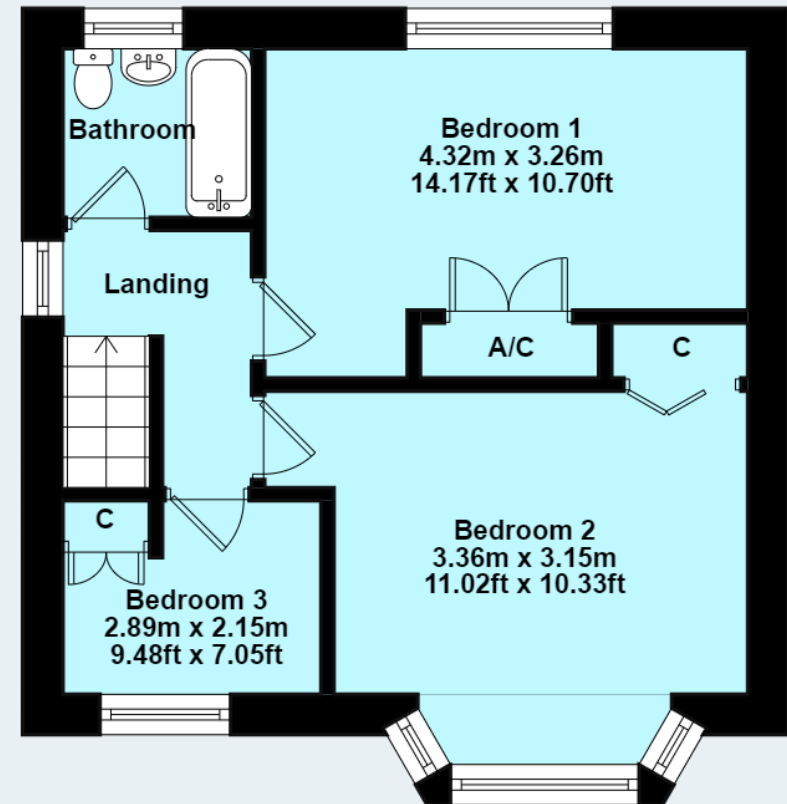 Bathroom
Bedroom 1
4.32m x 3.26m
14.17ft x 10.70ft
Landing
A/C
C
C
Bedroom 2
3.36m x 3.15m
11.02ft x 10.33ft
Bedroom 3
2.89m x 2.15m
9.48ft x 7.05ft